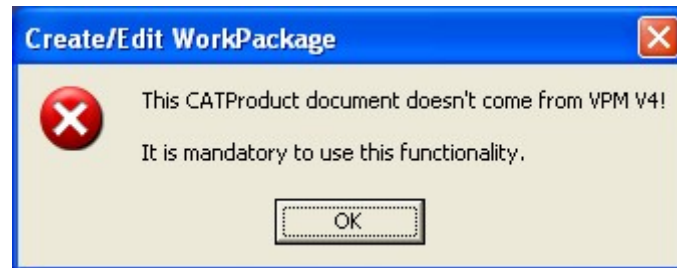 Create/Edit WorkPackage
This CATProduct document doesn't come from VPM V4!
It is mandatory to use this functionality.
OK